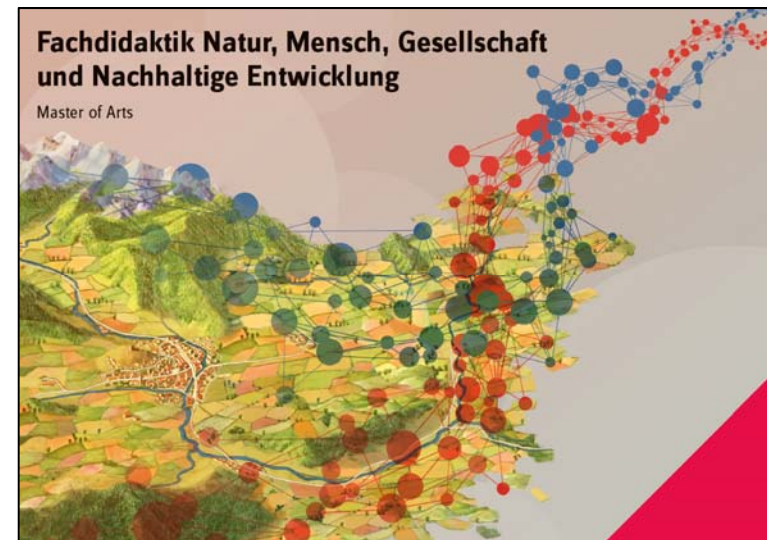 Fachdidaktik Natur, Mensch, Gesellschaft
und Nachhaltige Entwicklung
Master of Arts